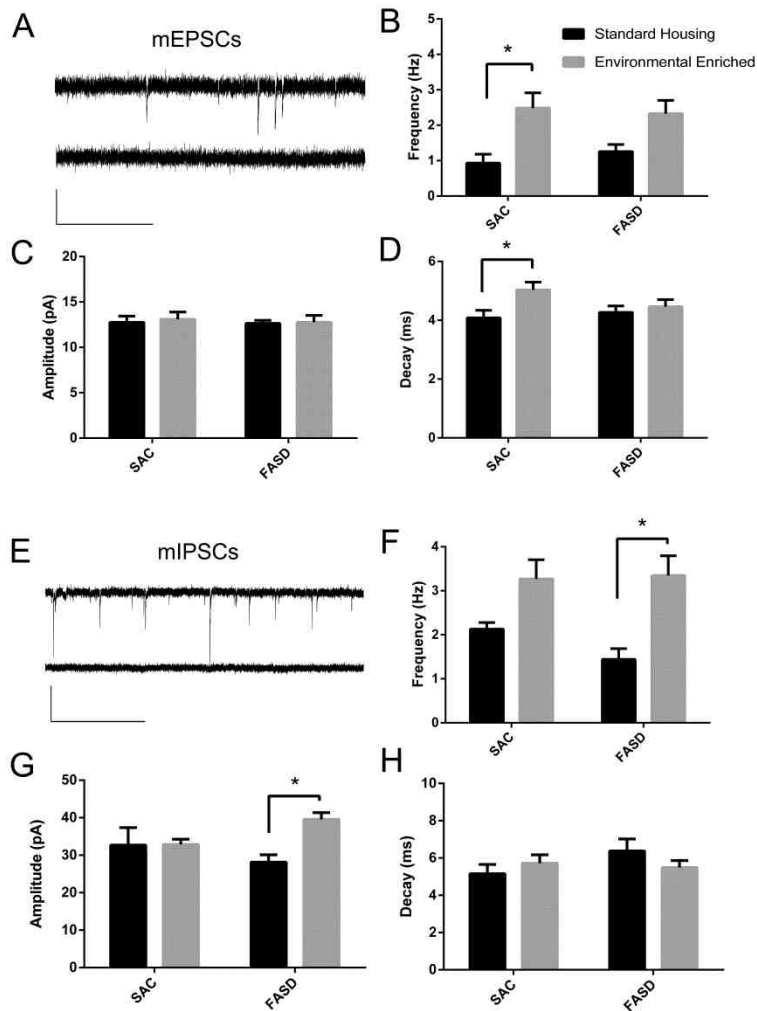 A
mEPSCs
B
Frequency (Hz)
5
4
3
2
1
0
*
SAC
FASD
Standard Housing
Environmental Enriched
C
Amplitude (pA)
20
15
10
5
0
SAC
FASD
D
Decay (ms)
6
4
2
0
*
SAC
FASD
E
mIPSCs
F
Frequency (Hz)
4
3
2
1
0
*
SAC
FASD
G
Amplitude (pA)
50
40
30
20
10
0
*
SAC
FASD
H
Decay (ms)
10
8
6
4
2
0
SAC
FASD